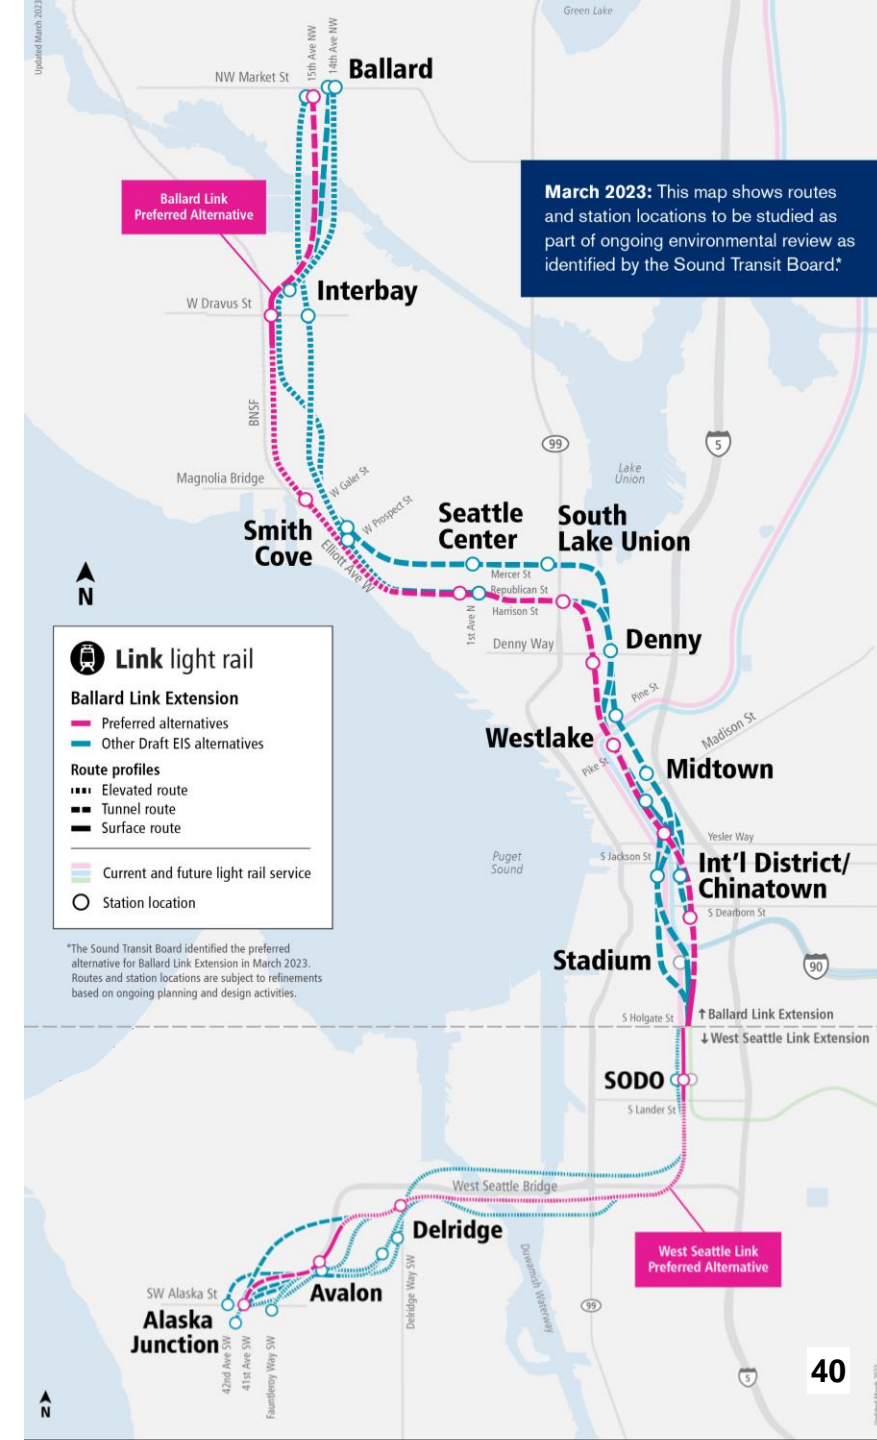 Updated March 2023
Green Lake
15th Ave NW
14th Ave NW
Ballard
NW Market St
Ballard Link
Preferred Alternative
March 2023: This map shows routes
and station locations to be studied as
part of ongoing environmental review as
identified by the Sound Transit Board.*
Interbay
W Dravus St
BNSF
99
5
Lake
Union
Magnolia Bridge
W Galer St
W Prospect St
Smith
Cove
Elliott Ave W
Seattle
Center
South
Lake Union
Mercer St
Republican St
Harrison St
1st Ave N
Denny Way
Denny
N
Link light rail
Ballard Link Extension
Preferred alternatives
Other Draft EIS alternatives
Route profiles
Elevated route
Tunnel route
Surface route
Current and future light rail service
Station location
*The Sound Transit Board identified the preferred
alternative for Ballard Link Extension in March 2023.
Routes and station locations are subject to refinements
based on ongoing planning and design activities.
Pine St
Madison St
Westlake
Pike St
Midtown
Yesler Way
Puget
Sound
S Jackson St
Int'l District/
Chinatown
S Dearborn St
Stadium
90
S Holgate St
↑Ballard Link Extension
↓West Seattle Link Extension
SODO
S Lander St
West Seattle Bridge
Delridge
West Seattle Link
Preferred Alternative
Duwamish Waterway
Delridge Way SW
Avalon
SW Alaska St
Alaska
Junction
42nd Ave SW
41st Ave SW
Fauntleroy Way SW
99
5
40
N
Updated March 2023